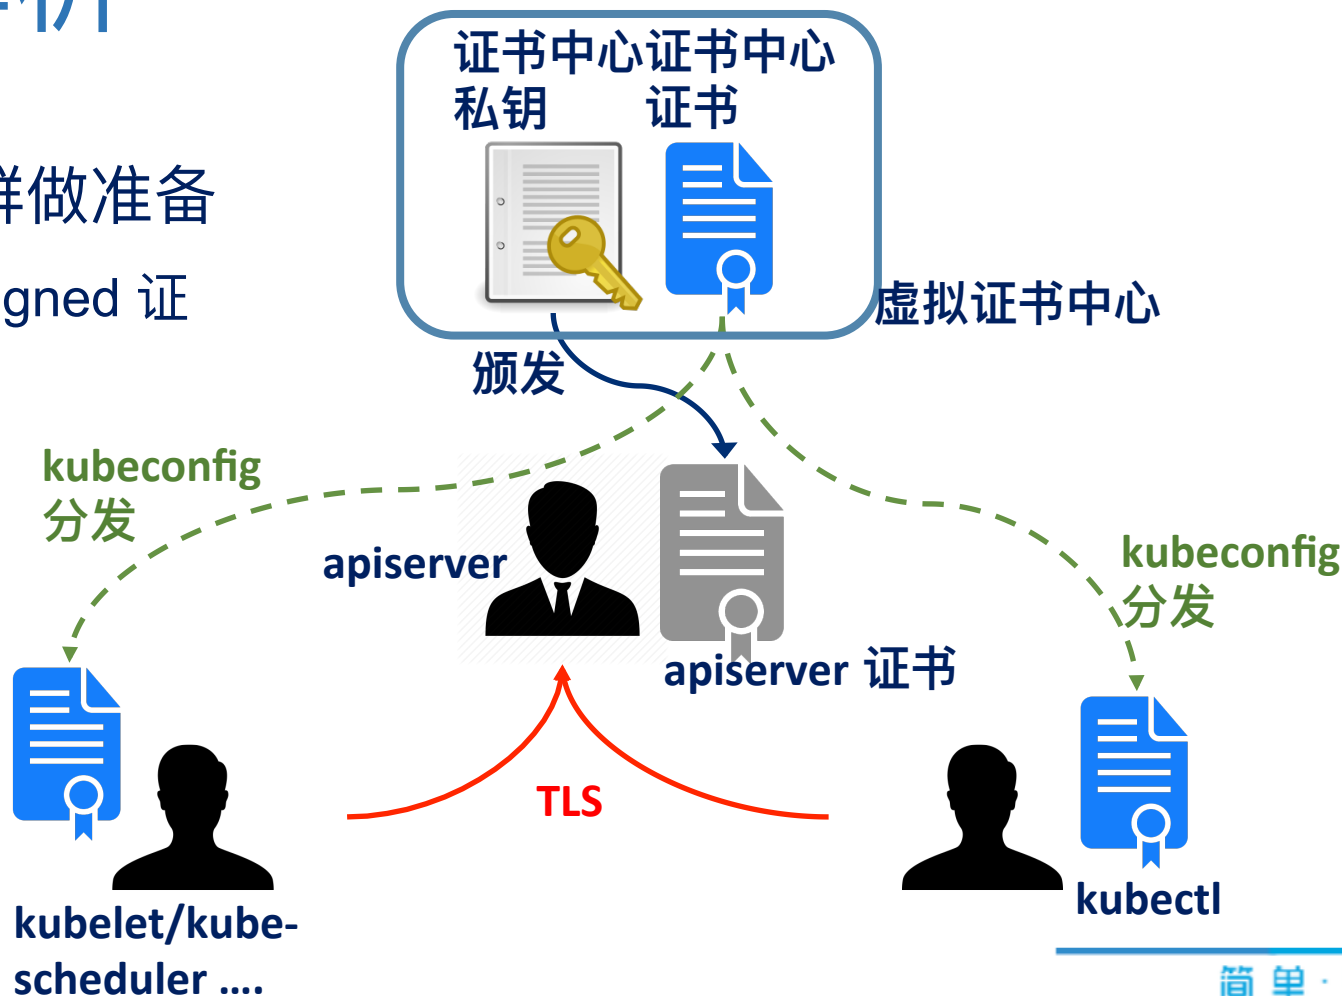 证书中心
私钥
证书中心
证书
群做准备
gned 证
虚拟证书中心
颁发
kubeconfig
分发
apiserver
kubeconfig
分发
apiserver 证书
TLS
kubectl
kubelet/kube-
scheduler ....
简 单 ·